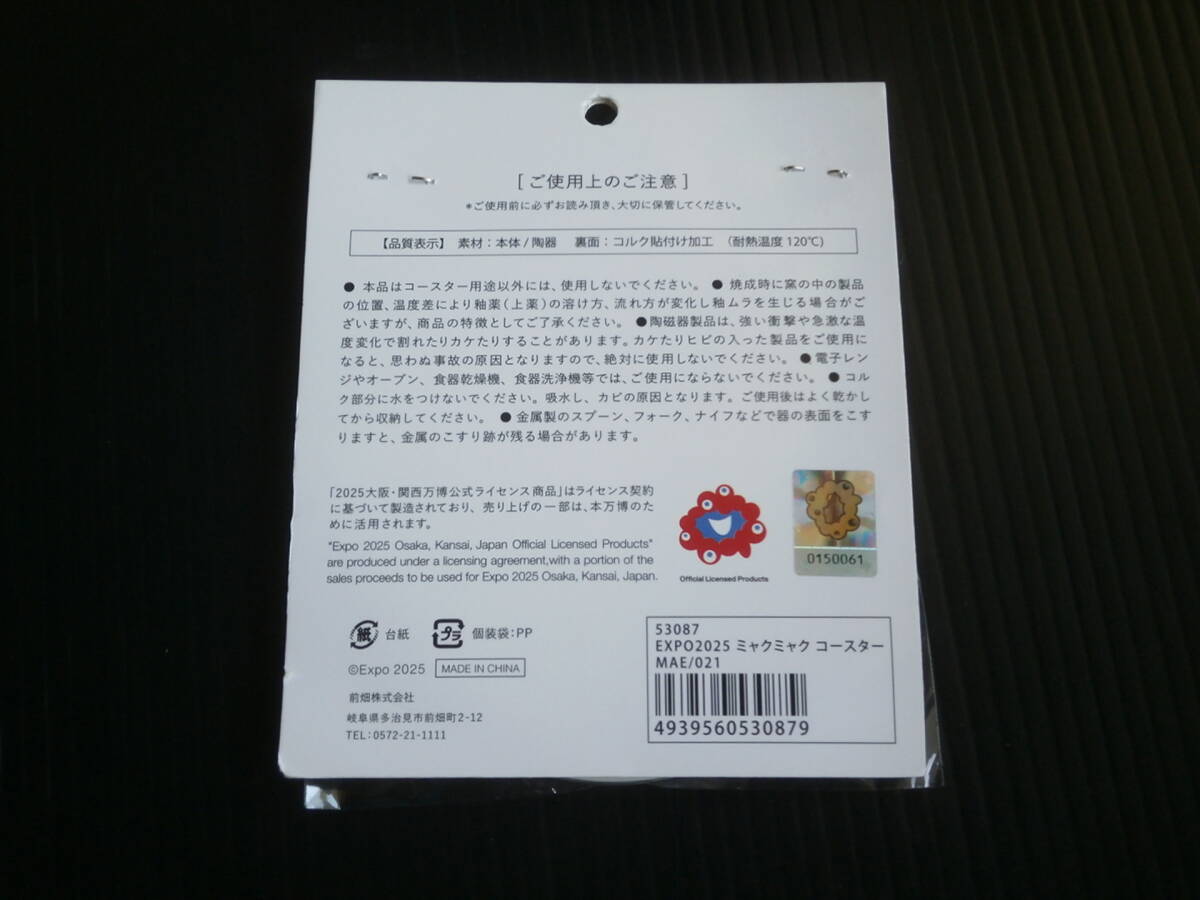 [ご使用上のご注意]
*ご使用前に必ずお読み頂き、大切に保管してください。
【品質表示】 素材：本体/陶器 裏面：コルク貼付け加工 （耐熱温度120℃)
● 本品はコースター用途以外には、使用しないでください。 ● 焼成時に窯の中の製品
の位置、温度差により釉薬(上薬)の溶け方、流れ方が変化し釉ムラを生じる場合がご
ざいますが、商品の特徴としてご了承ください。 ●陶磁器製品は、強い衝撃や急激な温
度変化で割れたりカケたりすることがあります。カケたりヒビの入った製品をご使用に
なると、思わぬ事故の原因となりますので、絶対に使用しないでください。 ● 電子レン
ジやオーブン、食器乾燥機、食器洗浄機等では、ご使用にならないでください。 ● コル
ク部分に水をつけないでください。吸水し、カビの原因となります。ご使用後はよく乾かし
てから収納してください。 ● 金属製のスプーン、フォーク、ナイフなどで器の表面をこす
りますと、金属のこすり跡が残る場合があります。
「2025大阪・関西万博公式ライセンス商品」はライセンス契約
に基づいて製造されており、売り上げの一部は、本万博のた
めに活用されます。
"Expo 2025 Osaka, Kansai, Japan Official Licensed Products"
are produced under a licensing agreement,with a portion of the
sales proceeds to be used for Expo 2025 Osaka, Kansai, Japan.
Official Licensed Products
0150061
紙 台紙 プラ 個装袋：PP
©Expo 2025 MADE IN CHINA
前畑株式会社
岐阜県多治見市前畑町2-12
TEL：0572-21-1111
53087
EXPO2025 ミャクミャク コースター
MAE/021
4939560530879